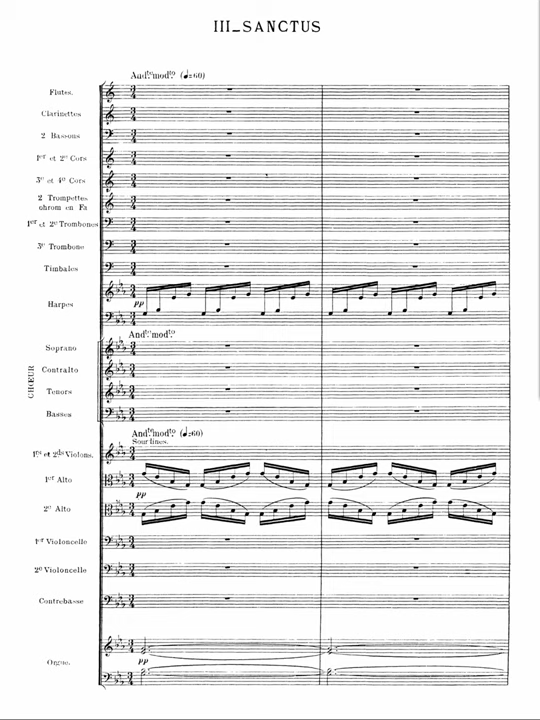 III_SANCTUS
Andte modto (♩=60)
Flutes.
Clarinettes
2 Bassons
1er et 2e Cors
3e et 4e Cors
2 Trompettes
chrom en Fa
1er et 2e Trombones
3e Trombone
Timbales
Harpes
pp
Andte modto
CHŒUR
Soprano
Contralto
Tenors
Basses
Andte modto (♩=60)
Sourdines.
1rs et 2ds Violons.
1er Alto
pp
2e Alto
1er Violoncelle
2e Violoncelle
Contrebasse
Orgue.
pp